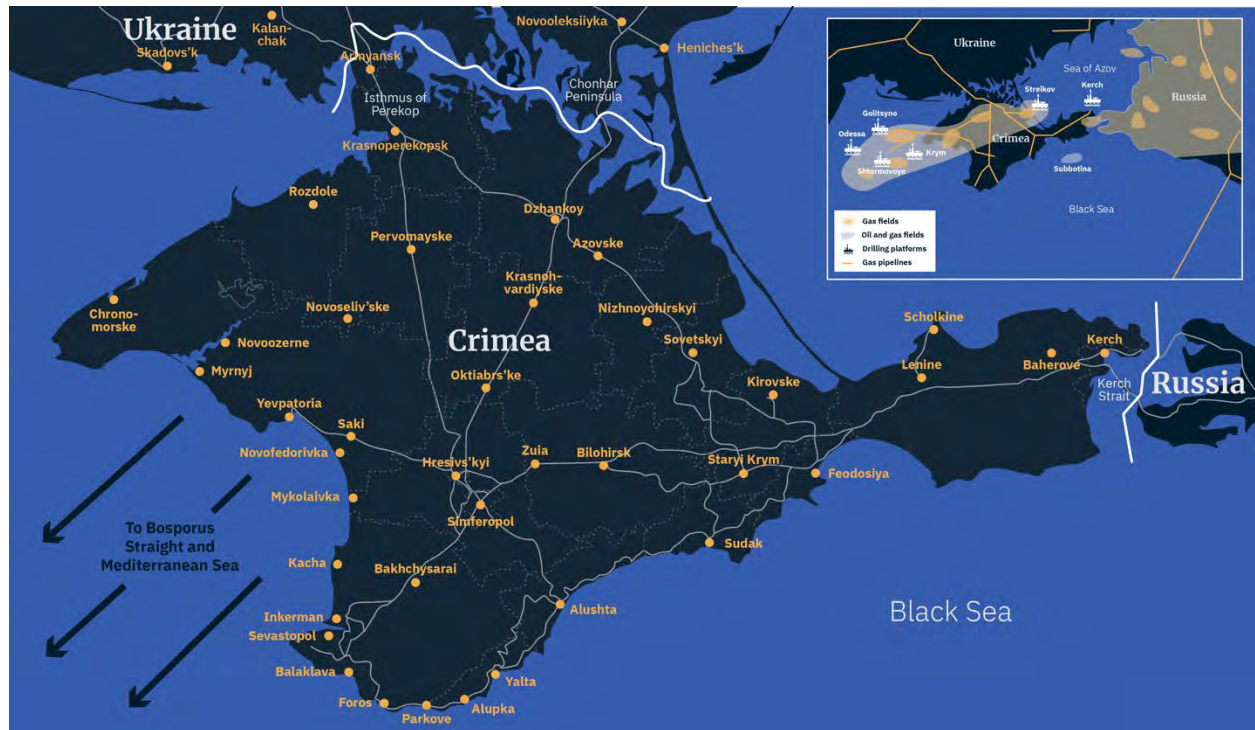 Ukraine
Kalan-
chak
Skadovs'k
Armyansk
Novooleksiiyka
Heniches'k
Isthmus of
Perekop
Chonhar
Peninsula
Krasnoperekopsk
Rozdole
Dzhankoy
Pervomayske
Azovske
Krasnoh-
vardiyske
Chrono-
morske
Novoseliv'ske
Nizhnoyohirskyi
Novoozerne
Crimea
Sovetskyi
Myrnyj
Oktiabrs'ke
Kirovske
Scholkine
Lenine
Baherove
Kerch
Kerch
Strait
Russia
Yevpatoria
Saki
Novofedorivka
Hresivs'kyi
Zuia
Bilohirsk
Staryi Krym
Feodosiya
Mykolaivka
Simferopol
To Bosporus
Straight and
Mediterranean Sea
Sudak
Kacha
Bakhchysarai
Inkerman
Alushta
Black Sea
Sevastopol
Balaklava
Yalta
Foros
Parkove
Alupka
Ukraine
Sea of Azov
Streikov
Kerch
Russia
Golitsyno
Odessa
Crimea
Krym
Shtormovoye
Subbotina
Black Sea
Gas fields
Oil and gas fields
Drilling platforms
Gas pipelines